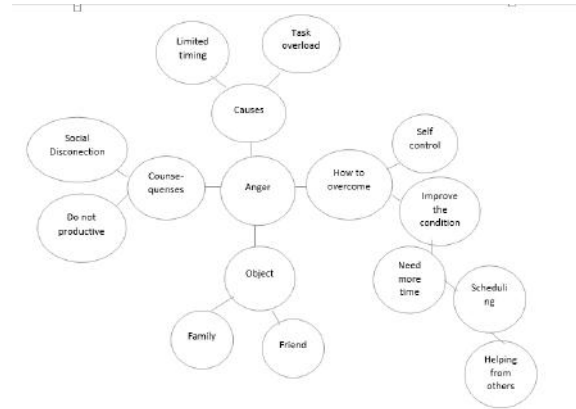 Limited
timing
Task
overload
Causes
Social
Disconection
Counse-
quenses
Do not
productive
Anger
How to
overcome
Self
control
Improve
the
condition
Need
more
time
Scheduli
ng
Helping
from
others
Object
Family
Friend